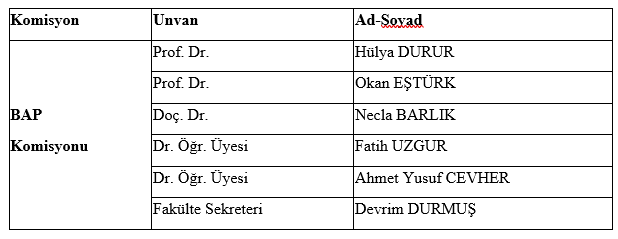 Komisyon Unvan Ad-Soyad
Prof. Dr. Hülya DURUR
Prof. Dr. Okan EŞTÜRK
BAP Komisyonu
Doç. Dr. Necla BARLIK
Dr. Öğr. Üyesi Fatih UZGUR
Dr. Öğr. Üyesi Ahmet Yusuf CEVHER
Fakülte Sekreteri Devrim DURMUŞ